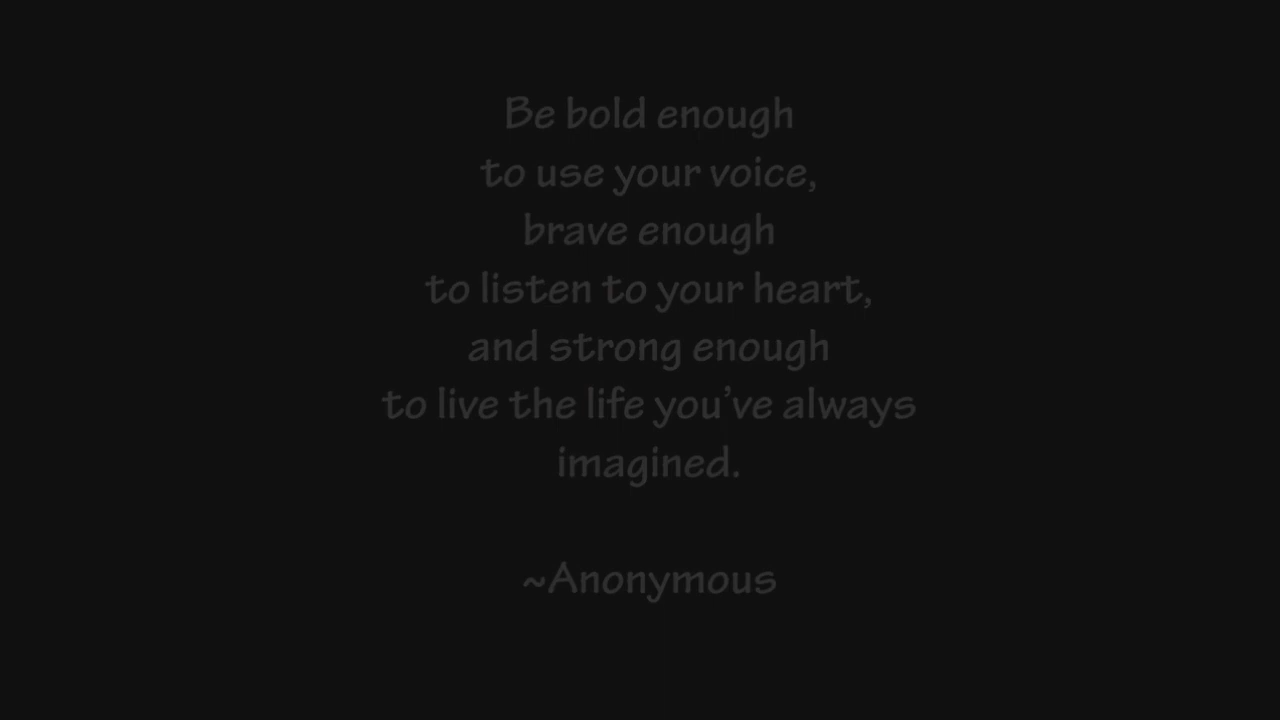 Be bold enough
to use your voice,
brave enough
to listen to your heart,
and strong enough
to live the life you’ve always
imagined.
~Anonymous